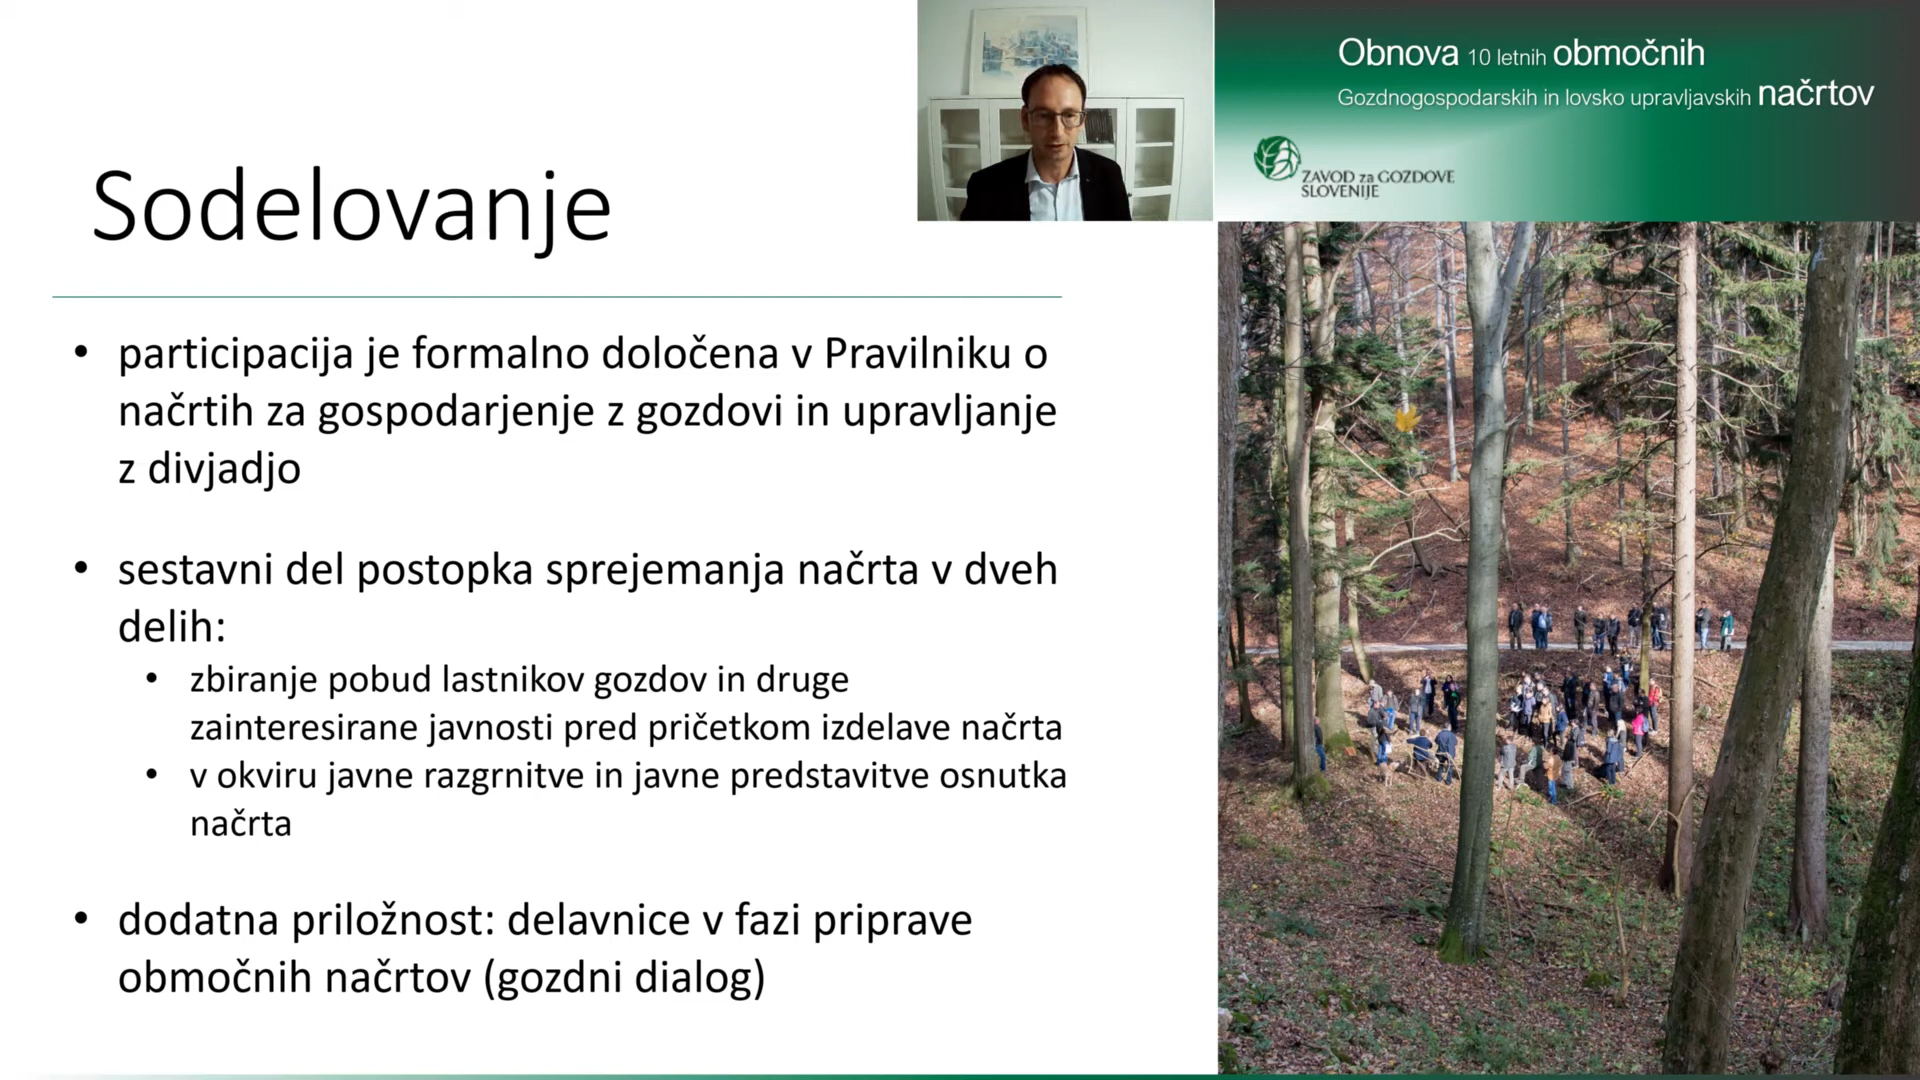 Obnova 10 letnih območnih
Gozdnogospodarskih in lovsko upravljavskih načrtov
ZAVOD za GOZDOVE
SLOVENIJE
Sodelovanje
• participacija je formalno določena v Pravilniku o
načrtih za gospodarjenje z gozdovi in upravljanje
z divjadjo
• sestavni del postopka sprejemanja načrta v dveh
delih:
• zbiranje pobud lastnikov gozdov in druge
zainteresirane javnosti pred pričetkom izdelave načrta
• v okviru javne razgrnitve in javne predstavitve osnutka
načrta
• dodatna priložnost: delavnice v fazi priprave
območnih načrtov (gozdni dialog)